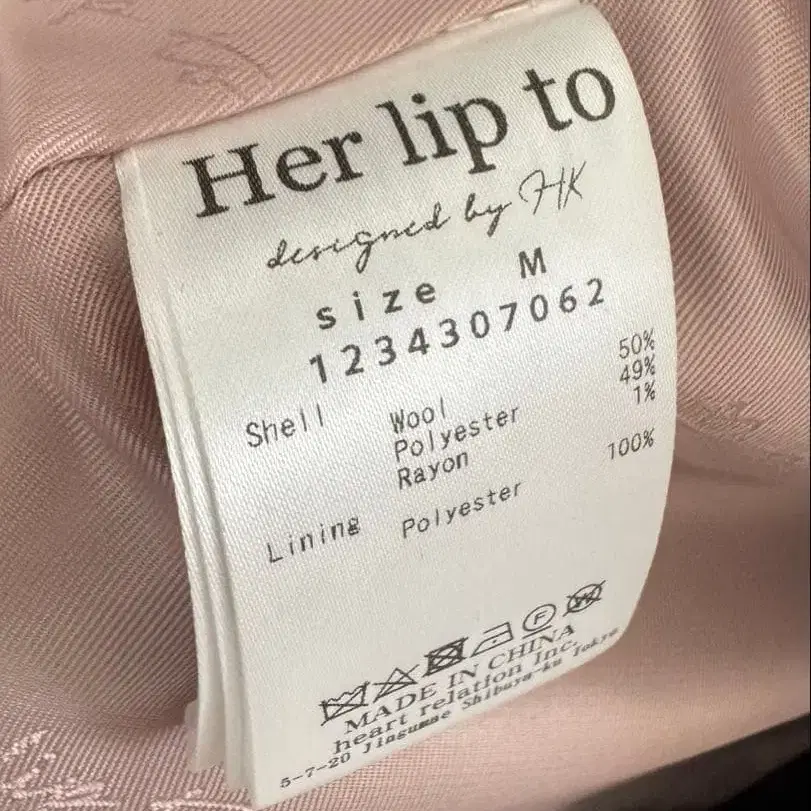 Her lip to
designed by HK
size M
1234307062
Shell Wool 50%
Polyester 49%
Rayon 1%
Lining Polyester 100%
F W
MADE IN CHINA
heart relation Inc.
5-7-20 Jingumae Shibuya-ku Tokyo